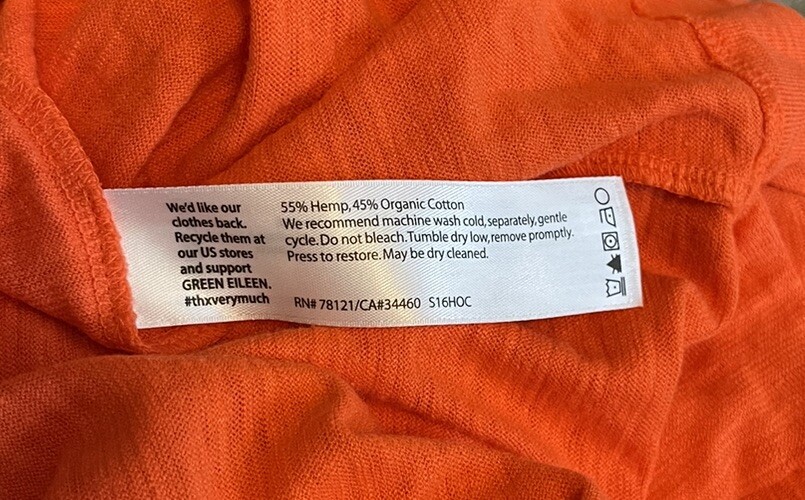 We'd like our
clothes back.
Recycle them at
our US stores
and support
GREEN EILEEN.
#thxverymuch
55% Hemp, 45% Organic Cotton
We recommend machine wash cold, separately, gentle
cycle. Do not bleach. Tumble dry low, remove promptly.
Press to restore. May be dry cleaned.
RN# 78121/CA#34460 S16HOC